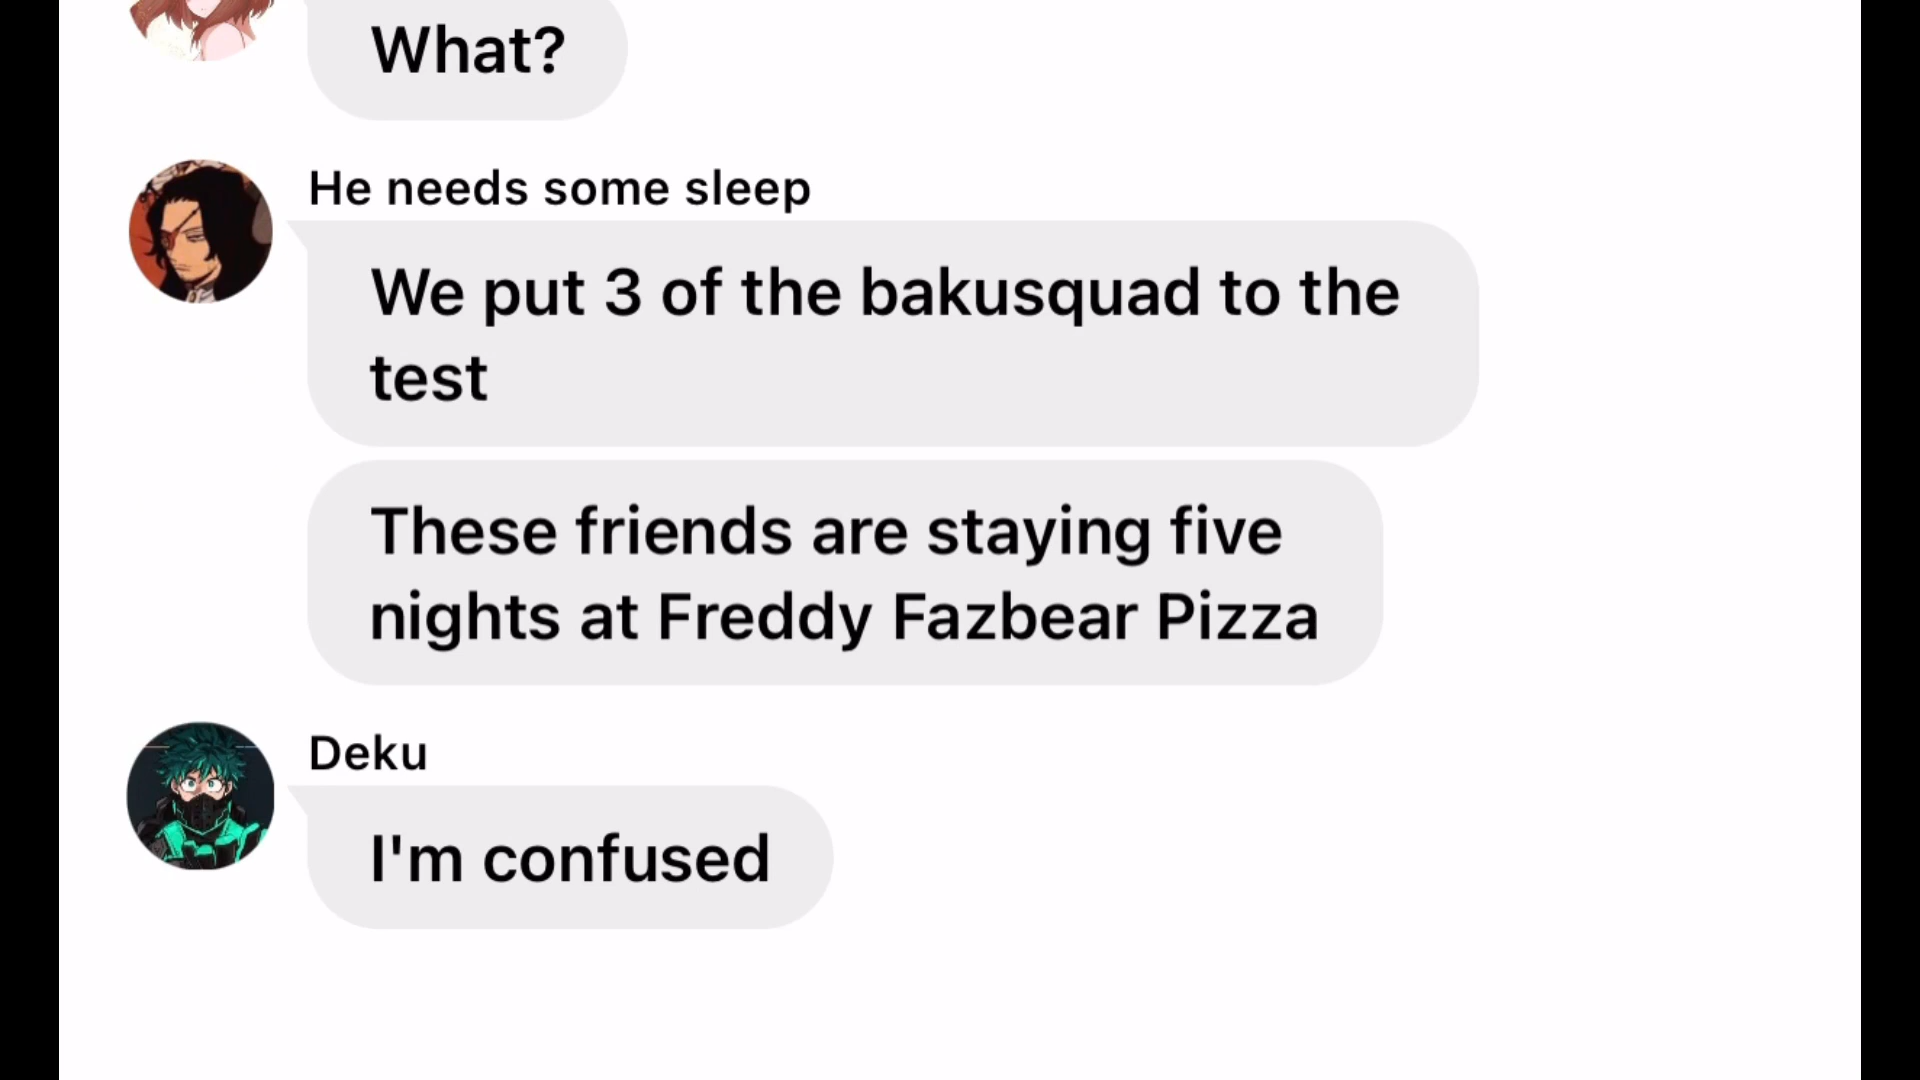 What?
He needs some sleep
We put 3 of the bakusquad to the
test
These friends are staying five
nights at Freddy Fazbear Pizza
Deku
I'm confused